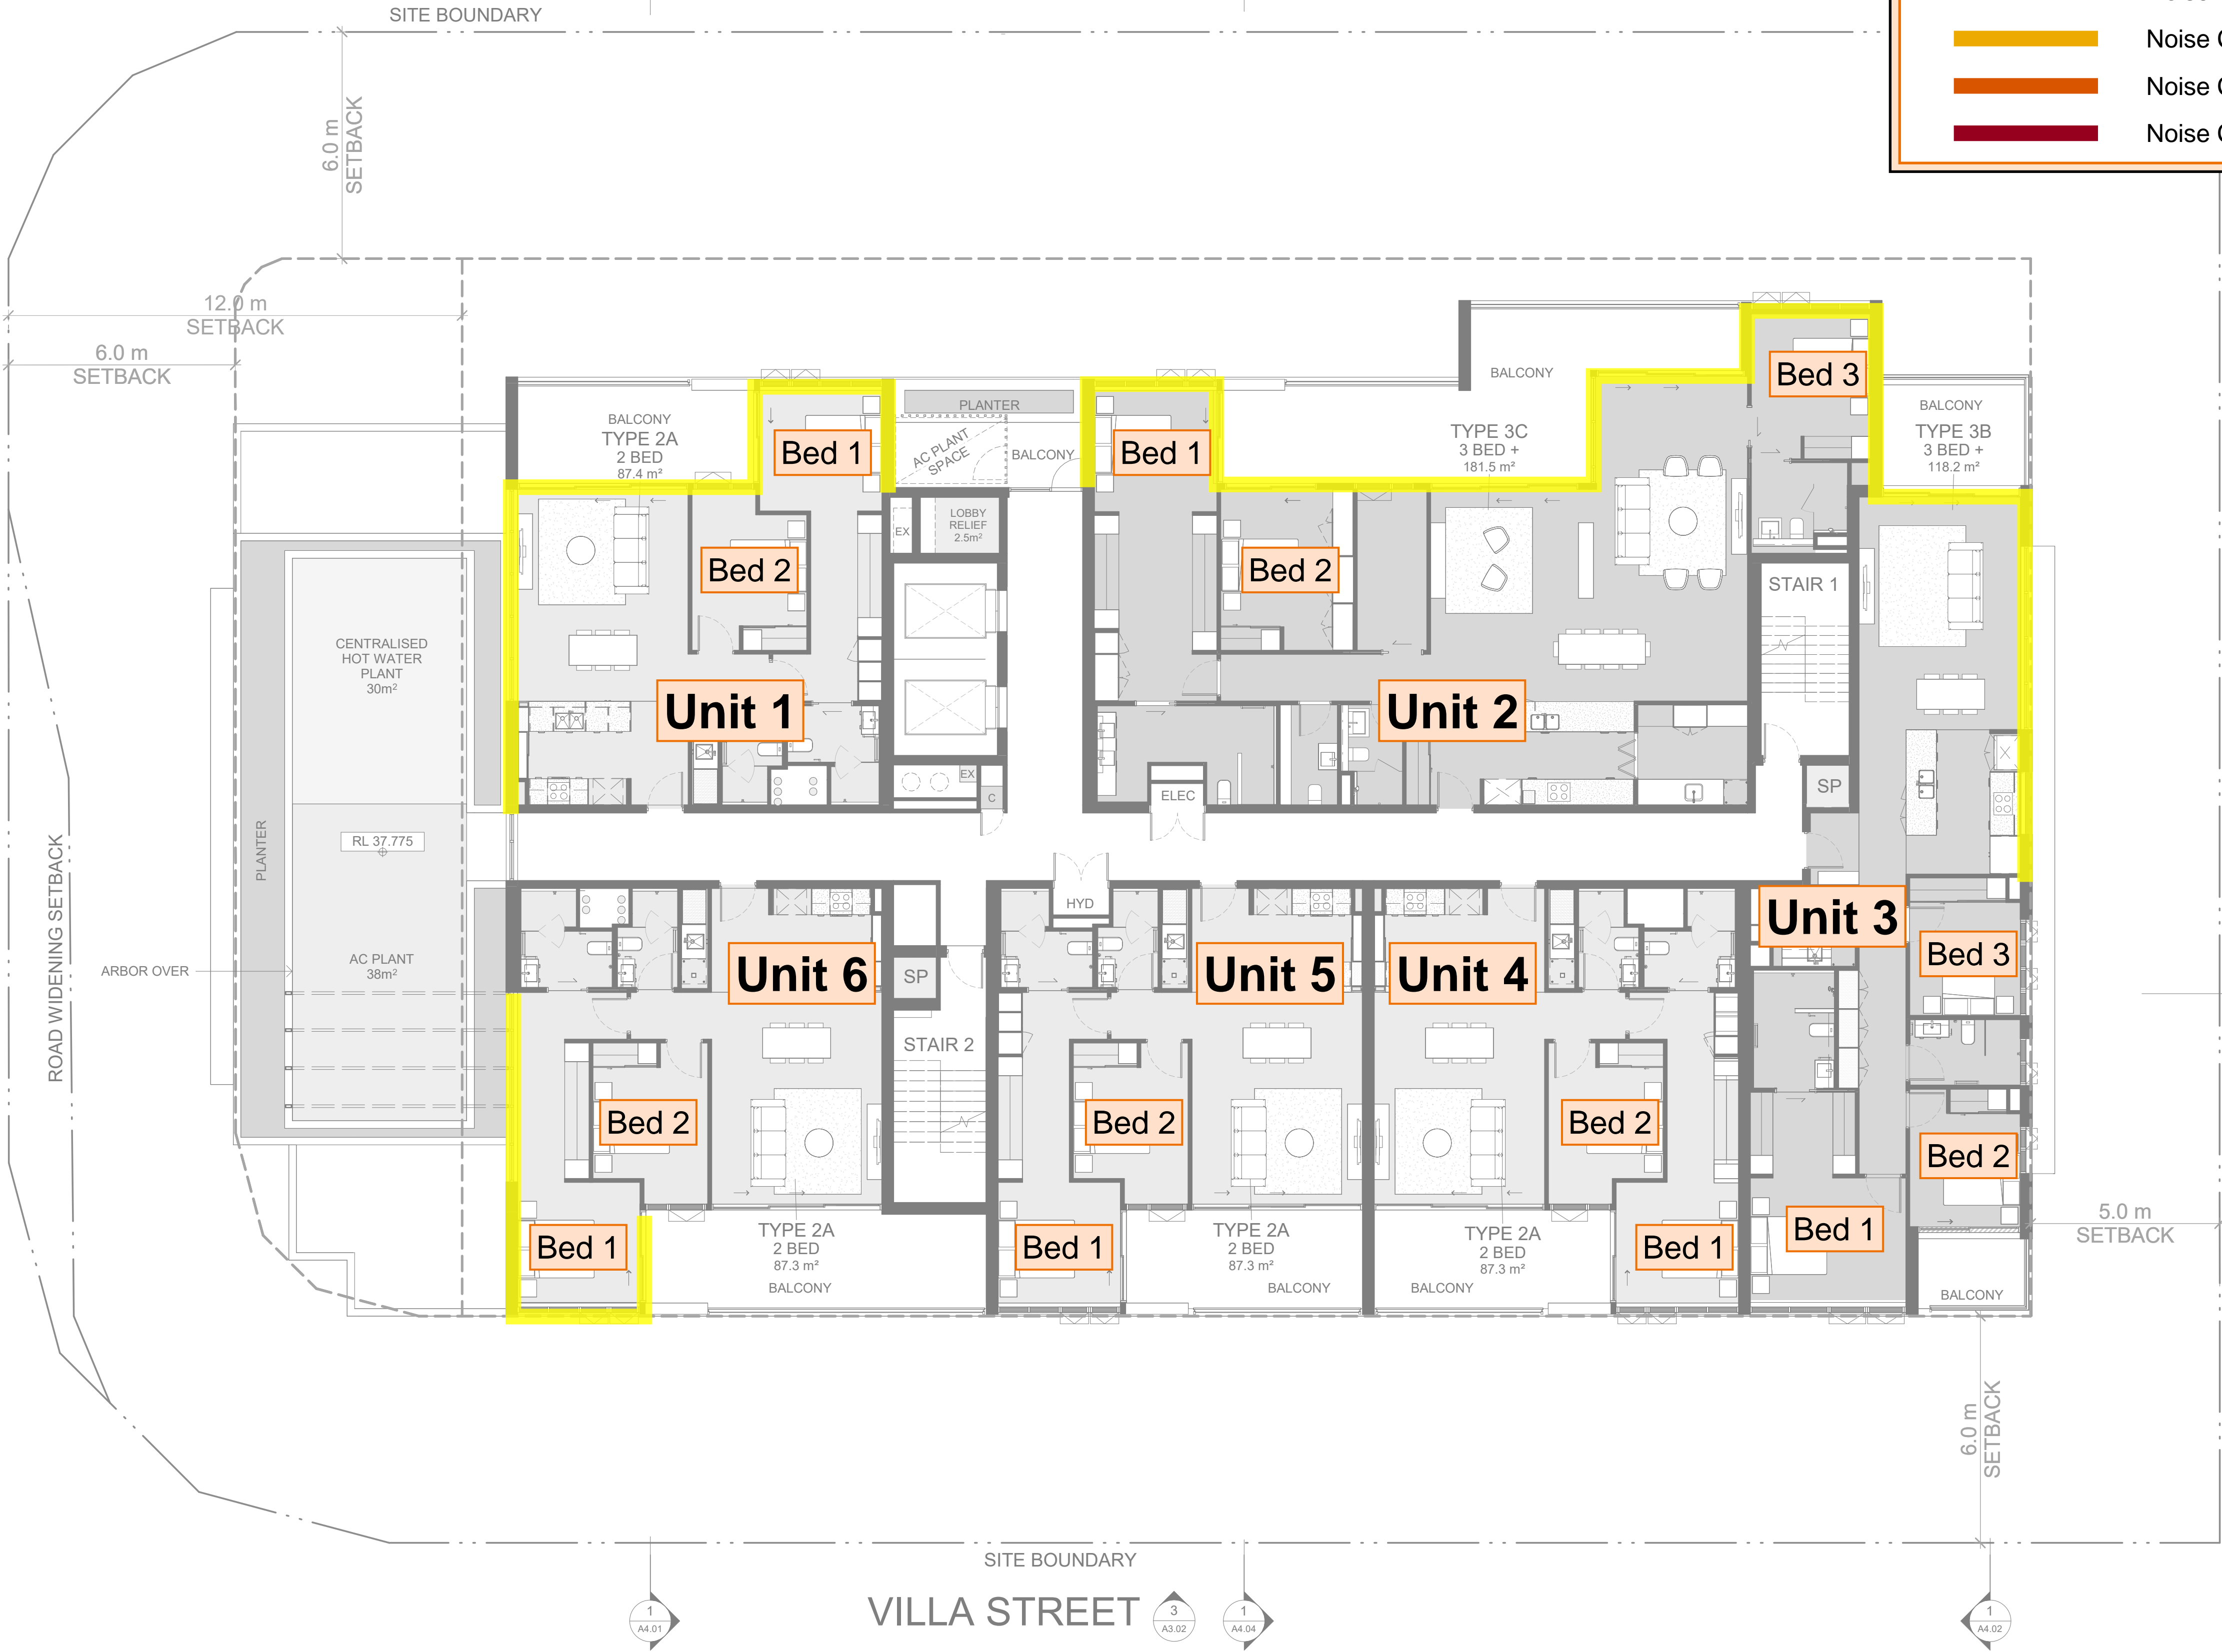 SITE BOUNDARY
Noise
Noise
Noise
6.0 m
SETBACK
12.0 m
SETBACK
6.0 m
SETBACK
BALCONY
TYPE 2A
2 BED
87.4 m²
Bed 1
PLANTER
AC PLANT
SPACE
BALCONY
Bed 1
TYPE 3C
3 BED +
181.5 m²
BALCONY
Bed 3
BALCONY
TYPE 3B
3 BED +
118.2 m²
EX
LOBBY
RELIEF
2.5m²
Bed 2
Bed 2
STAIR 1
CENTRALISED
HOT WATER
PLANT
30m²
Unit 1
Unit 2
EX
C
ELEC
SP
PLANTER
RL 37.775
ROAD WIDENING SETBACK
ARBOR OVER
AC PLANT
38m²
HYD
Unit 6
SP
Unit 5
Unit 4
Unit 3
Bed 3
STAIR 2
Bed 2
Bed 2
Bed 2
Bed 2
Bed 1
TYPE 2A
2 BED
87.3 m²
BALCONY
Bed 1
TYPE 2A
2 BED
87.3 m²
BALCONY
TYPE 2A
2 BED
87.3 m²
BALCONY
Bed 1
Bed 1
BALCONY
5.0 m
SETBACK
6.0 m
SETBACK
SITE BOUNDARY
VILLA STREET
1
A4.01
3
A3.02
1
A4.04
1
A4.02